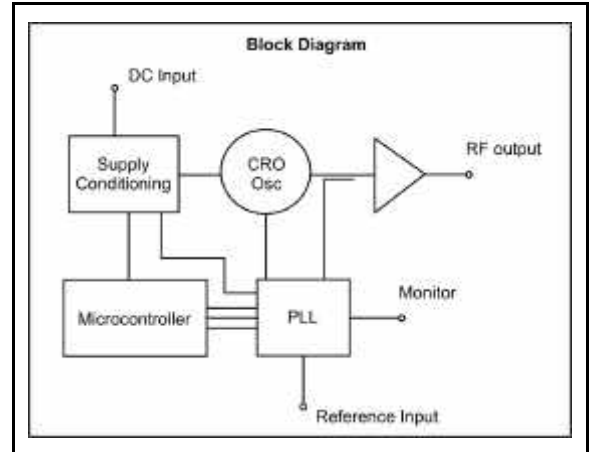 Block Diagram
DC Input
Supply
Conditioning
CRO
Osc
RF output
Microcontroller
PLL
Monitor
Reference Input